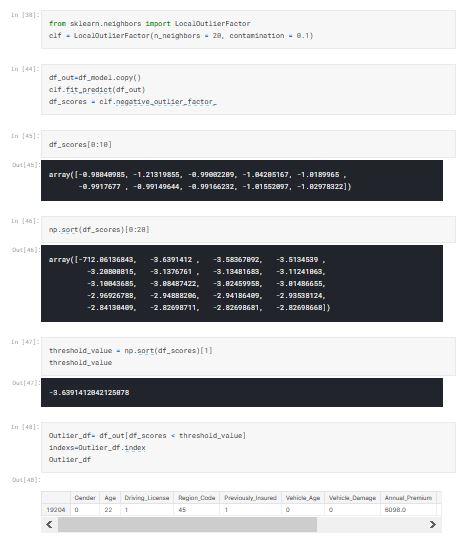 In [38]:
from sklearn.neighbors import LocalOutlierFactor
clf = LocalOutlierFactor(n_neighbors = 20, contamination = 0.1)
In [44]:
df_out=df_model.copy()
clf.fit_predict(df_out)
df_scores = clf.negative_outlier_factor_
In [45]:
df_scores[0:10]
Out[45]:
array([-0.98040985, -1.21319855, -0.99002209, -1.04205167, -1.0189965 ,
-0.9917677 , -0.99149644, -0.99166232, -1.01552097, -1.02978322])
In [46]:
np.sort(df_scores)[0:20]
Out[46]:
array([-712.06136843, -3.6391412 , -3.58367092, -3.5134539 ,
-3.20800815, -3.1376761 , -3.13481683, -3.11241063,
-3.10043685, -3.08487422, -3.02459958, -3.01486655,
-2.96926788, -2.94888206, -2.94186409, -2.93538124,
-2.84130409, -2.82698711, -2.82698681, -2.82698668])
In [47]:
threshold_value = np.sort(df_scores)[1]
threshold_value
Out[47]:
-3.6391412042125078
In [48]:
Outlier_df= df_out[df_scores < threshold_value]
indexs=Outlier_df.index
Outlier_df
Out[48]:
Gender Age Driving_License Region_Code Previously_Insured Vehicle_Age Vehicle_Damage Annual_Premium
19204 0 22 1 45 1 0 0 6098.0